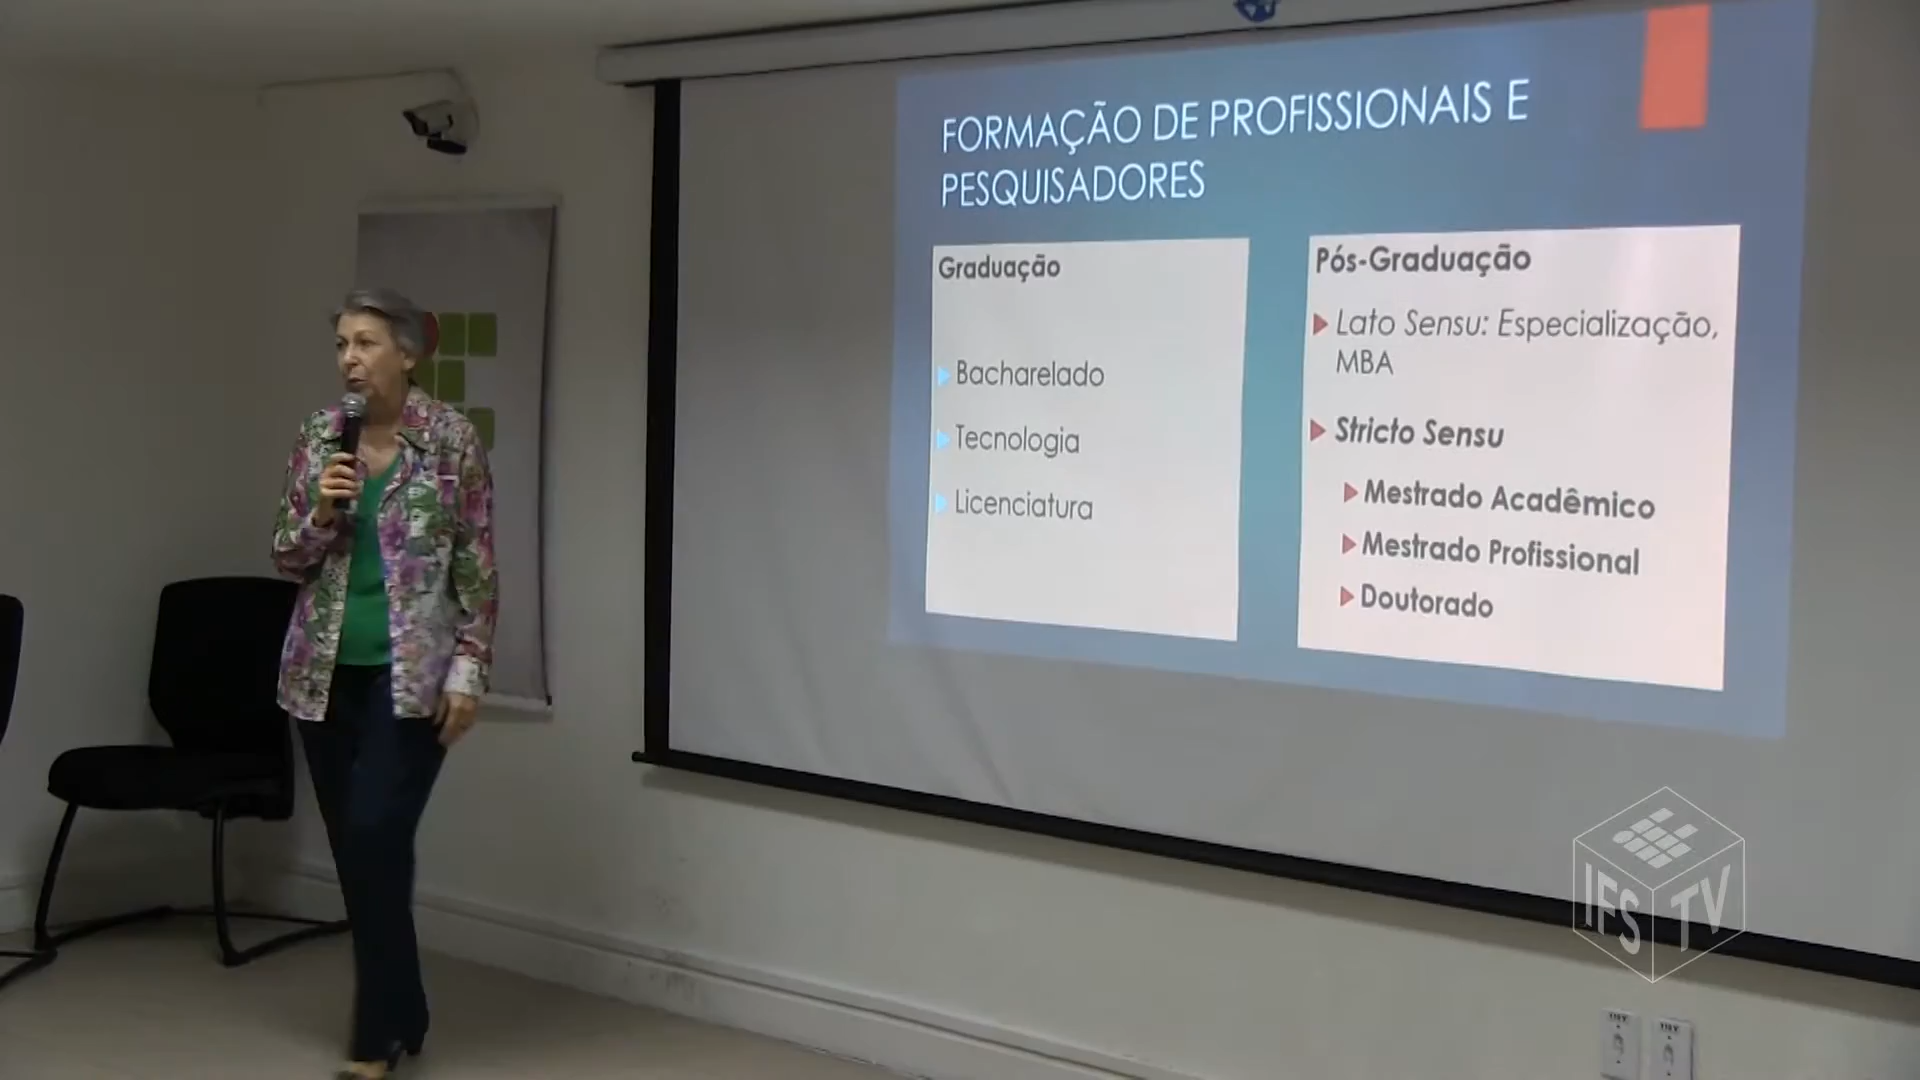 FORMAÇÃO DE PROFISSIONAIS E
PESQUISADORES
Graduação
Bacharelado
Tecnologia
Licenciatura
Pós-Graduação
Lato Sensu: Especialização,
MBA
Stricto Sensu
Mestrado Acadêmico
Mestrado Profissional
Doutorado
IFS TV